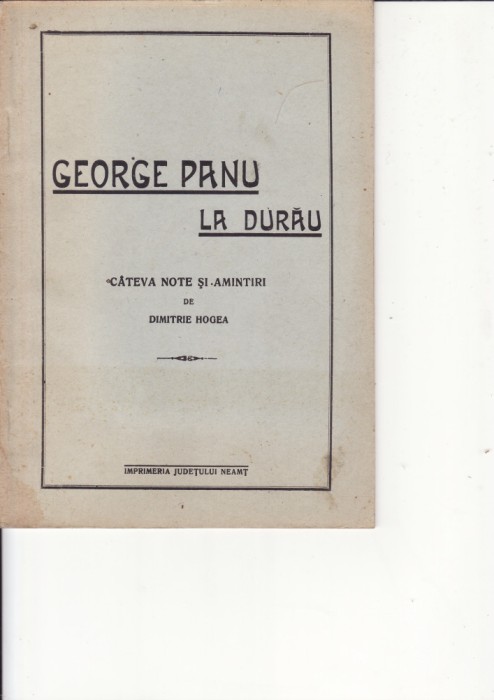 GEORGE PANU
LA DURĂU
CÂTEVA NOTE ȘI AMINTIRI
DE
DIMITRIE HOGEA
IMPRIMERIA JUDEȚULUI NEAMȚ